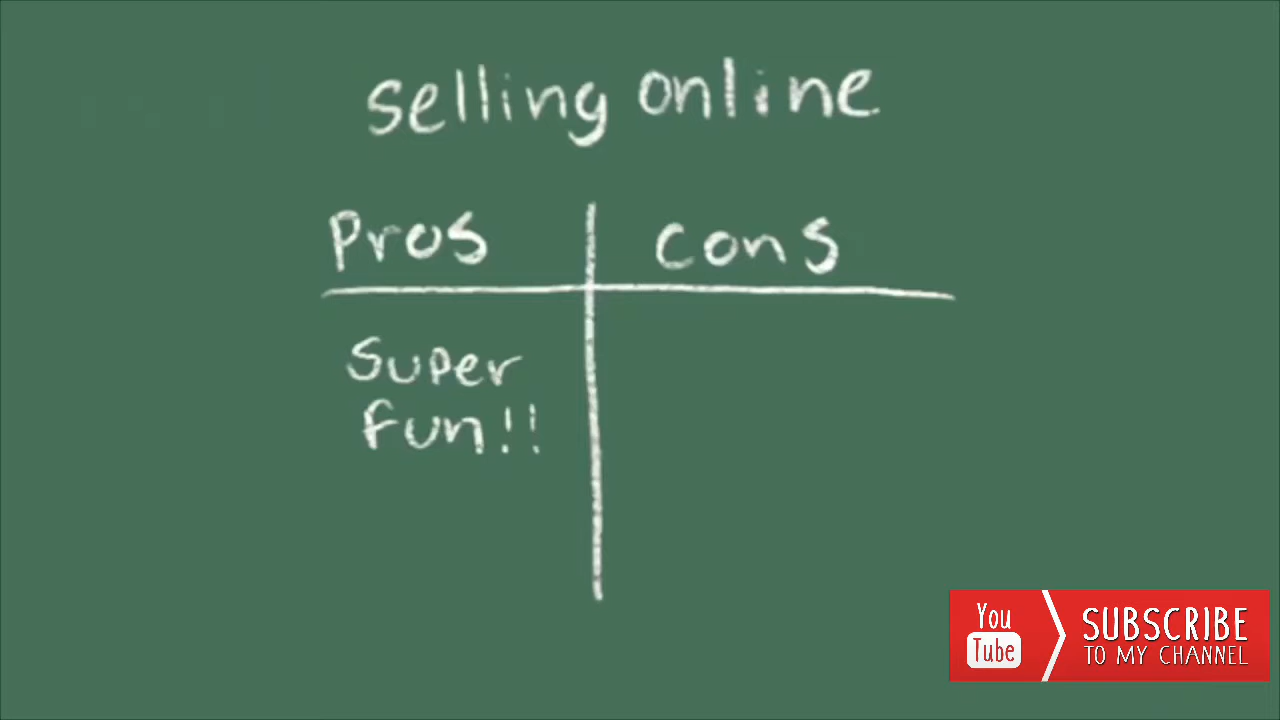 selling online
Pros
cons
Super
fun!!
You
Tube
SUBSCRIBE
TO MY CHANNEL